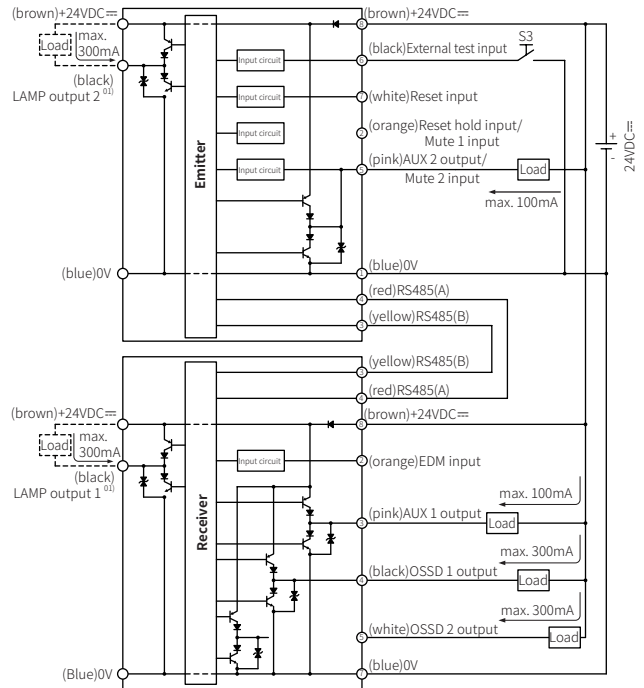 (brown)+24VDC⎓
Load
max.
300mA
(black)
LAMP output 2 01)
(blue)0V
Emitter
Input circuit
Input circuit
Input circuit
Input circuit
8 (brown)+24VDC⎓
6 (black)External test input
S3
7 (white)Reset input
2 (orange)Reset hold input/
Mute 1 input
5 (pink)AUX 2 output/
Mute 2 input
Load
max. 100mA
+
-
24VDC⎓
1 (blue)0V
4 (red)RS485(A)
3 (yellow)RS485(B)
3 (yellow)RS485(B)
4 (red)RS485(A)
(brown)+24VDC⎓
Load
max.
300mA
(black)
LAMP output 1 01)
(Blue)0V
Receiver
Input circuit
8 (brown)+24VDC⎓
2 (orange)EDM input
max. 100mA
3 (pink)AUX 1 output
Load
max. 300mA
4 (black)OSSD 1 output
Load
max. 300mA
5 (white)OSSD 2 output
Load
(blue)0V